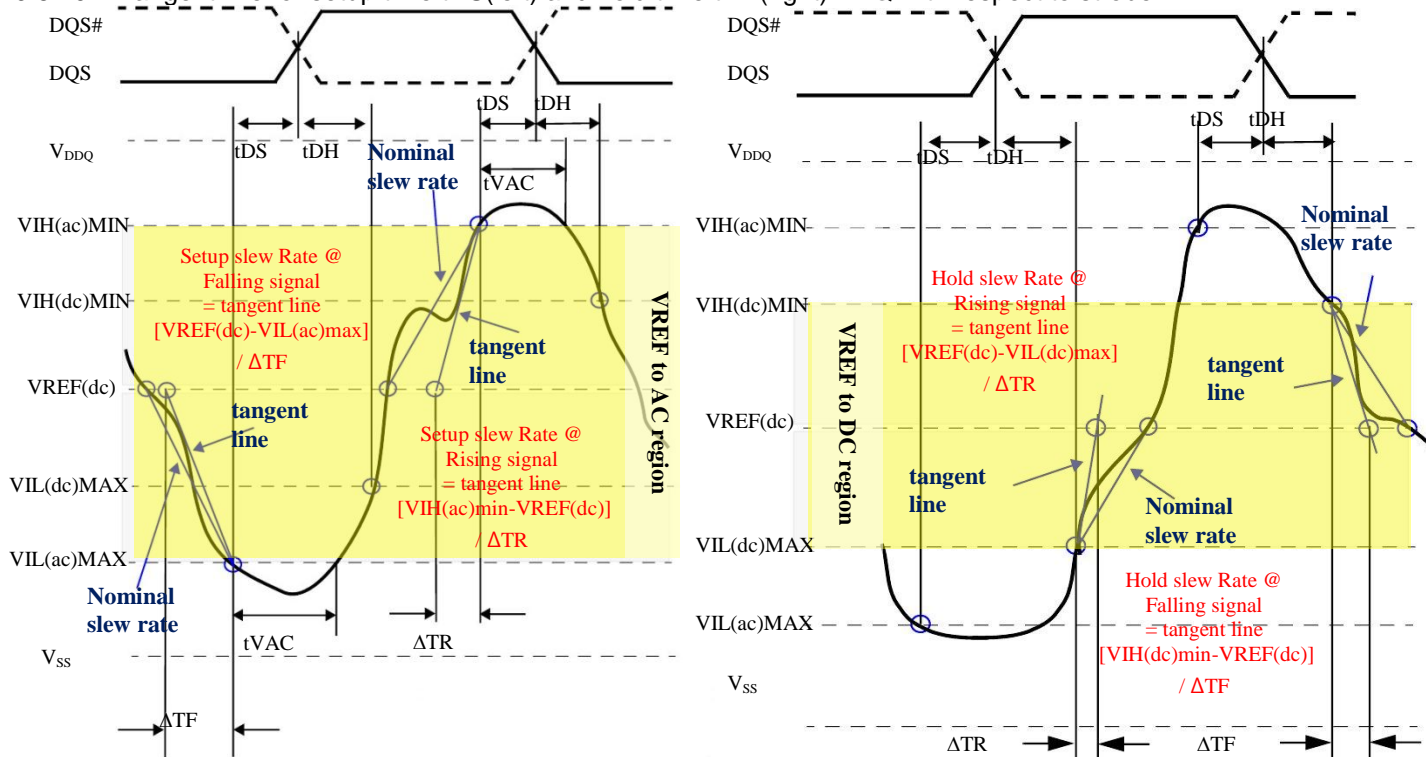 DQS#
DQS
tDS
tDH
tDS
tDH
VDDQ
Nominal
slew rate
tVAC
VIH(ac)MIN
Setup slew Rate @
Falling signal
= tangent line
[VREF(dc)-VIL(ac)max]
/ ΔTF
VIH(dc)MIN
tangent
line
VREF(dc)
tangent
line
VREF to AC region
Setup slew Rate @
Rising signal
= tangent line
[VIH(ac)min-VREF(dc)]
/ ΔTR
VIL(dc)MAX
VIL(ac)MAX
Nominal
slew rate
tVAC
ΔTR
VSS
ΔTF
DQS#
DQS
tDS
tDH
tDS
tDH
VDDQ
VIH(ac)MIN
Nominal
slew rate
Hold slew Rate @
Rising signal
= tangent line
[VREF(dc)-VIL(dc)max]
/ ΔTR
VIH(dc)MIN
VREF to DC region
tangent
line
VREF(dc)
tangent
line
Nominal
slew rate
VIL(dc)MAX
Hold slew Rate @
Falling signal
= tangent line
[VIH(dc)min-VREF(dc)]
/ ΔTF
VIL(ac)MAX
VSS
ΔTR
ΔTF